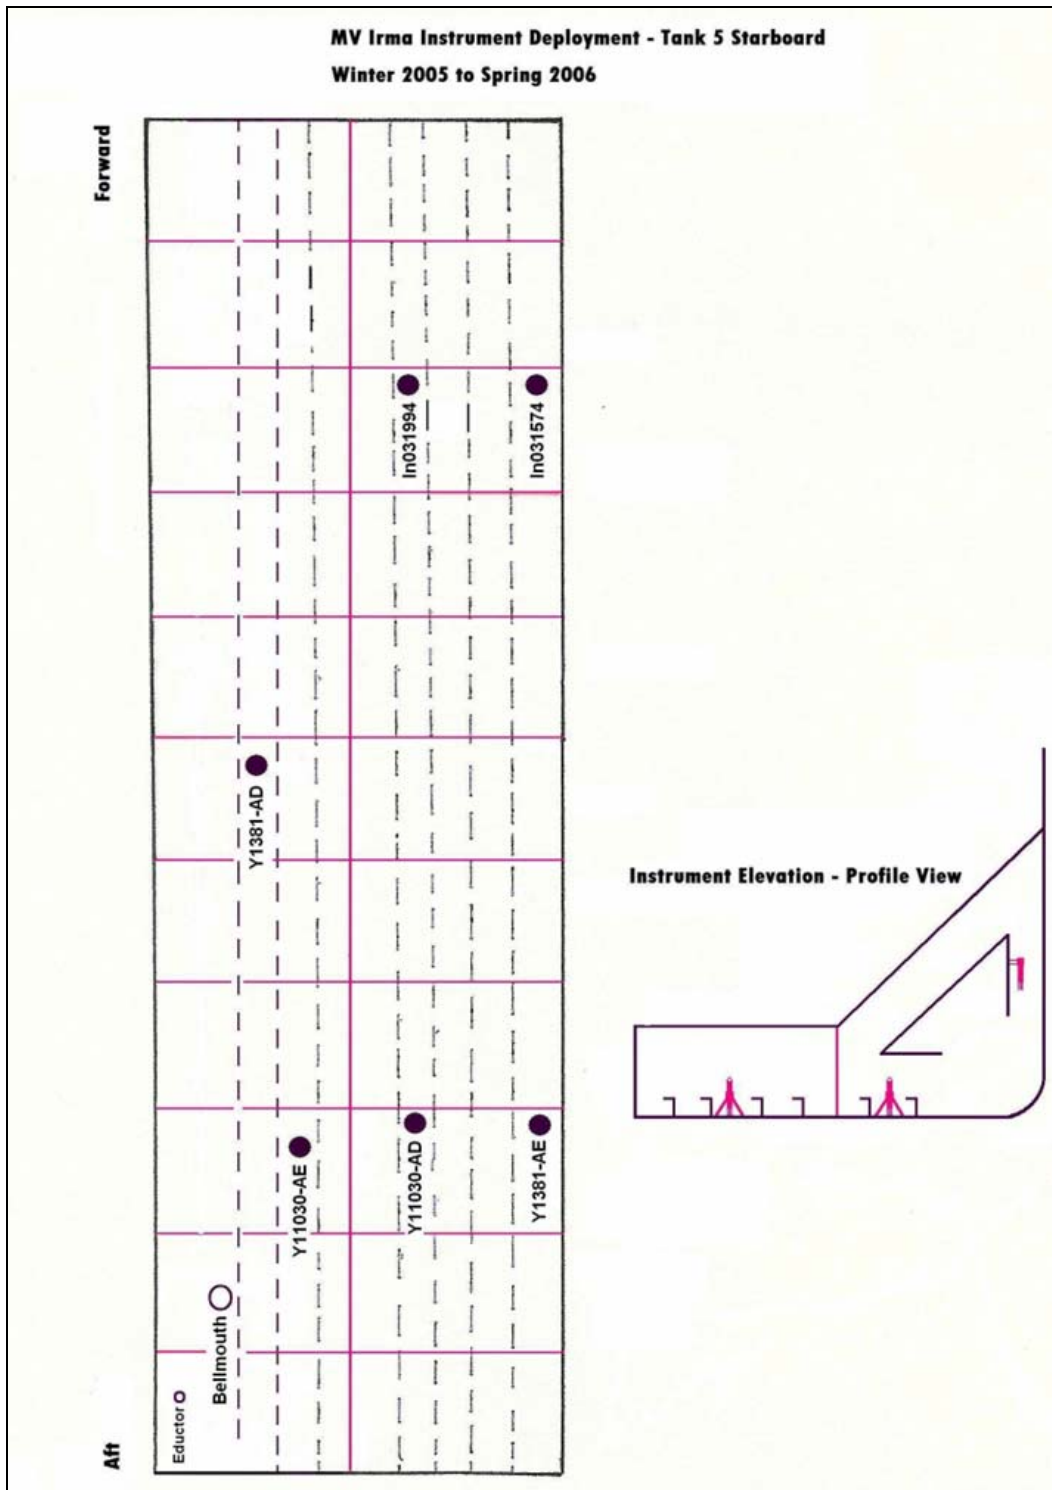 MV Irma Instrument Deployment - Tank 5 Starboard
Winter 2005 to Spring 2006
Forward
In031994
In031574
Y1381-AD
Instrument Elevation - Profile View
Y11030-AE
Y11030-AD
Y1381-AE
Bellmouth
Eductor
Aft